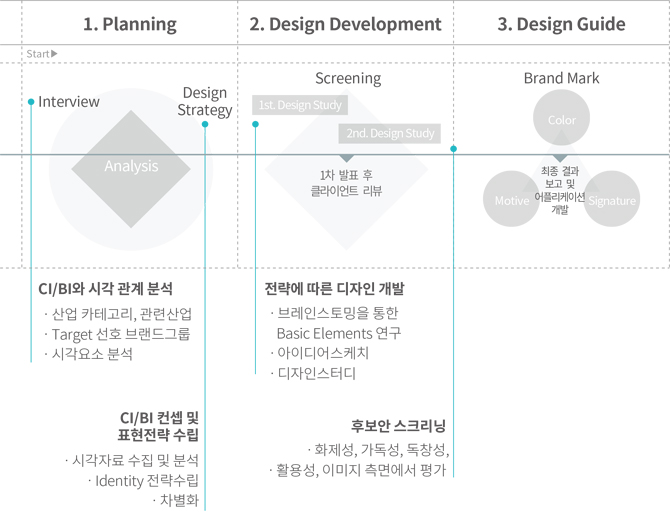 1. Planning
2. Design Development
3. Design Guide
Start▶
Interview
Design
Strategy
Analysis
Screening
1st. Design Study
2nd. Design Study
1차 발표 후
클라이언트 리뷰
Brand Mark
Color
최종 결과
보고 및
어플리케이션
개발
Motive
Signature
CI/BI와 시각 관계 분석
· 산업 카테고리, 관련산업
· Target 선호 브랜드그룹
· 시각요소 분석
CI/BI 컨셉 및
표현전략 수립
· 시각자료 수집 및 분석
· Identity 전략수립
· 차별화
전략에 따른 디자인 개발
· 브레인스토밍을 통한
Basic Elements 연구
· 아이디어스케치
· 디자인스터디
후보안 스크리닝
· 화제성, 가독성, 독창성,
· 활용성, 이미지 측면에서 평가